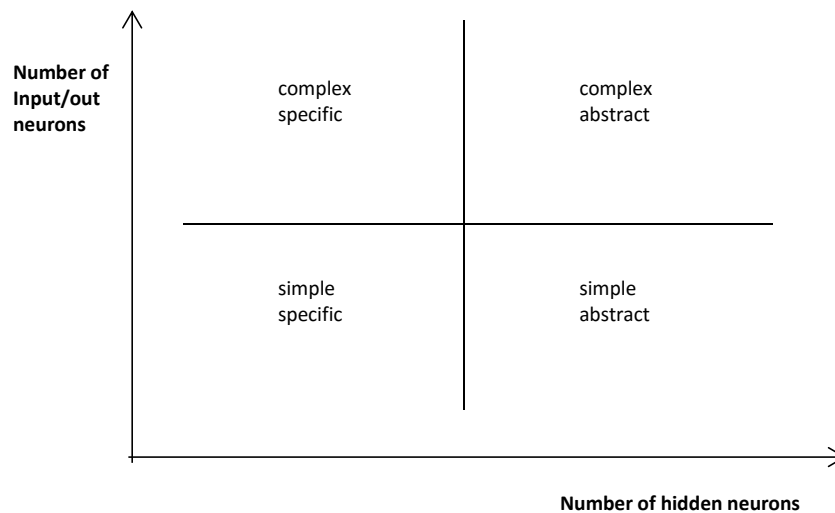 Number of
Input/out
neurons
complex
specific
complex
abstract
simple
specific
simple
abstract
Number of hidden neurons